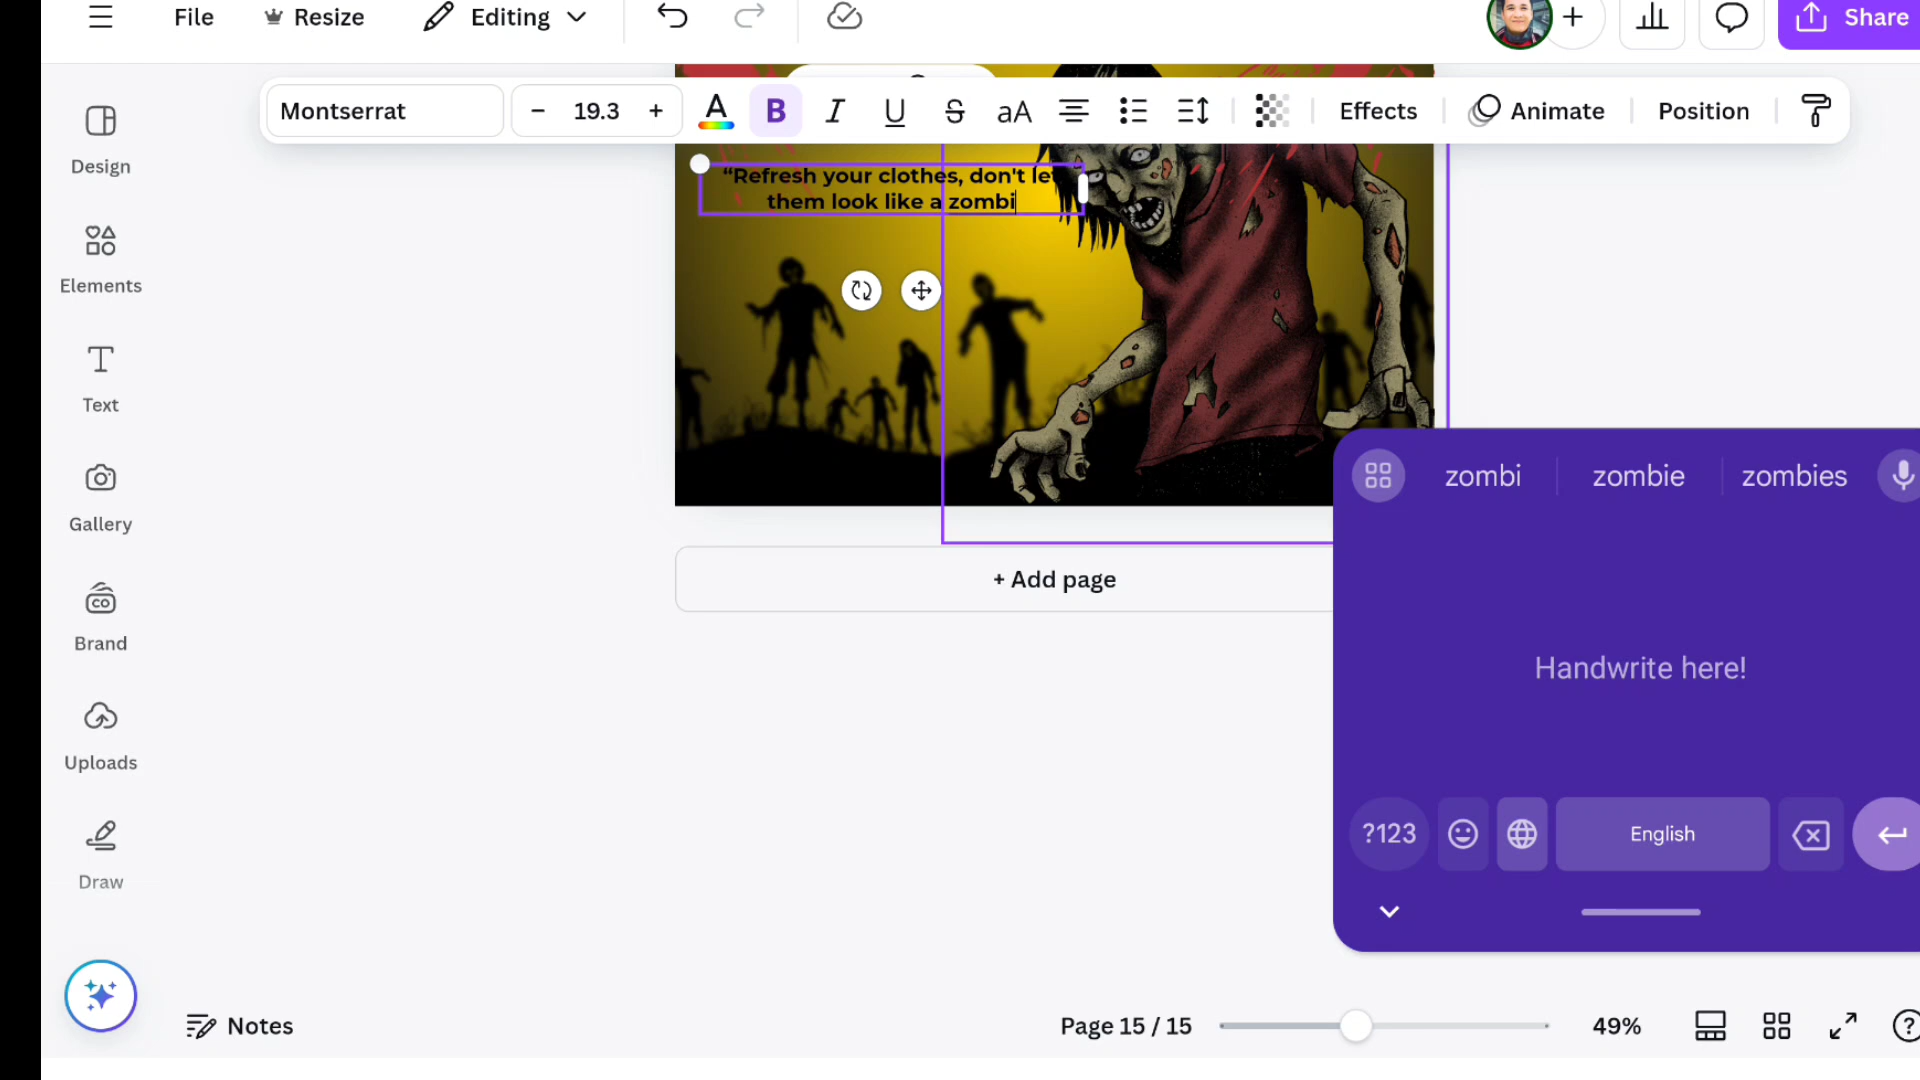 File
Resize
Editing
Share
Montserrat
19.3
A
B
I
U
S
aA
Effects
Animate
Position
Design
Elements
Text
Gallery
CO
Brand
Uploads
Draw
“Refresh your clothes, don't let
them look like a zombi
+ Add page
zombi
zombie
zombies
Handwrite here!
?123
English
Notes
Page 15 / 15
49%